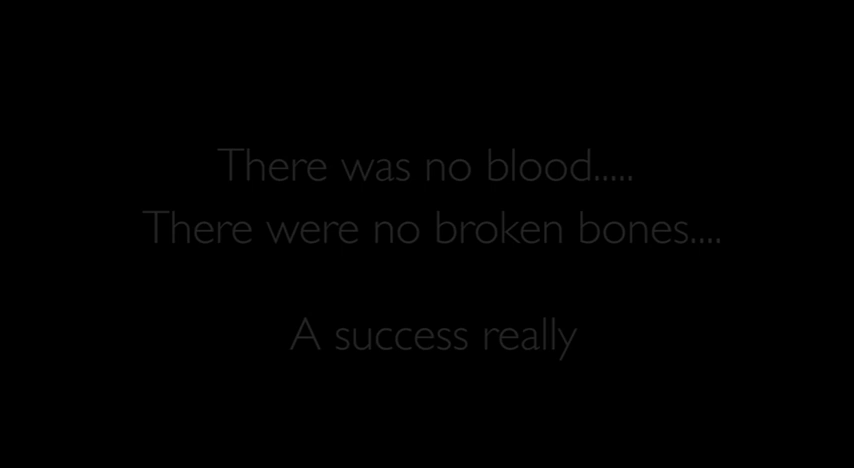 There was no blood.....
There were no broken bones....
A success really